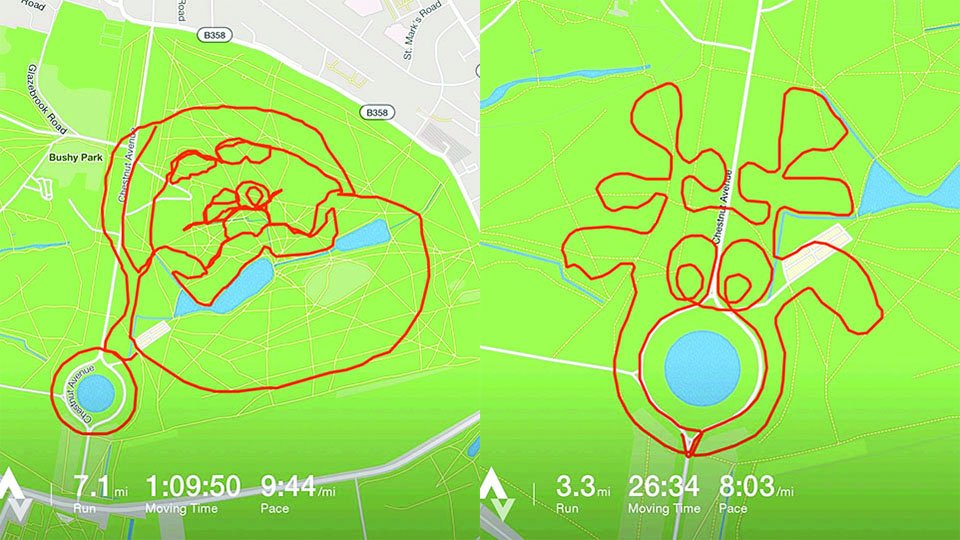 Road
Road
B358
St. Mark's Road
Glazebrook Road
B358
Bushy Park
Chestnut Avenue
Chestnut Avenue
7.1mi 1:09:50 9:44/mi
Run Moving Time Pace
Chestnut Avenue
3.3mi 26:34 8:03/mi
Run Moving Time Pace